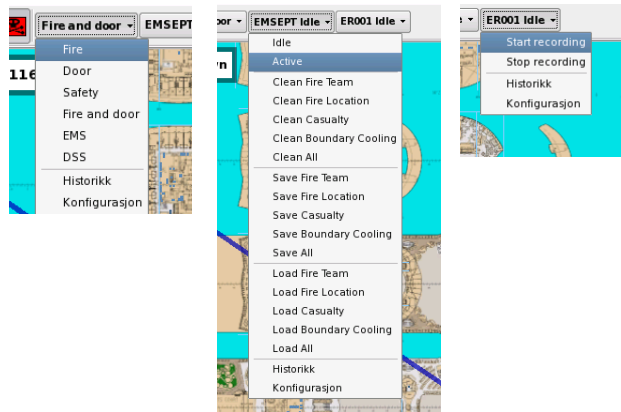 Fire and door
EMSEPT
116
Fire
Door
Safety
Fire and door
EMS
DSS
Historikk
Konfigurasjon
EMSEPT Idle
ER001 Idle
Idle
Active
Clean Fire Team
Clean Fire Location
Clean Casualty
Clean Boundary Cooling
Clean All
Save Fire Team
Save Fire Location
Save Casualty
Save Boundary Cooling
Save All
Load Fire Team
Load Fire Location
Load Casualty
Load Boundary Cooling
Load All
Historikk
Konfigurasjon
ER001 Idle
Start recording
Stop recording
Historikk
Konfigurasjon